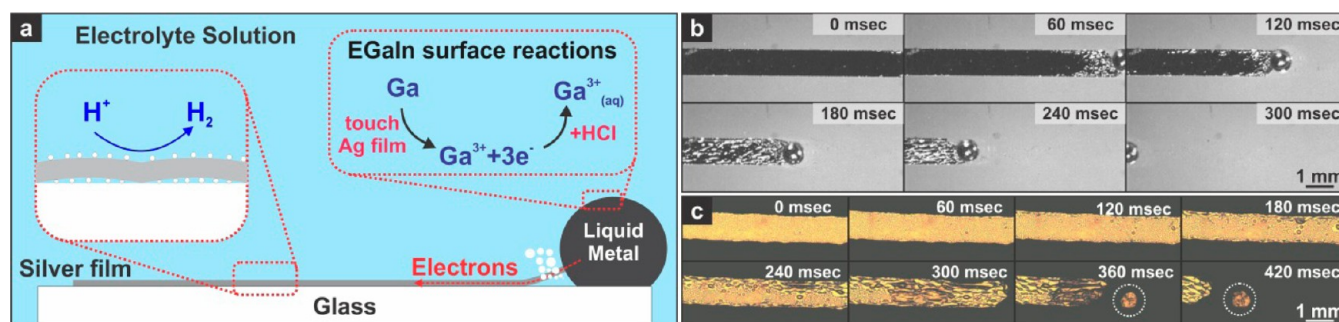 a
Electrolyte Solution
EGaIn surface reactions
H⁺
H₂
Ga
Ga³⁺(aq)
touch
Ag film
+HCl
Ga³⁺+3e⁻
Liquid
Metal
Silver film
Electrons
Glass
b
0 msec
60 msec
120 msec
180 msec
240 msec
300 msec
1 mm
c
0 msec
60 msec
120 msec
180 msec
240 msec
300 msec
360 msec
420 msec
1 mm